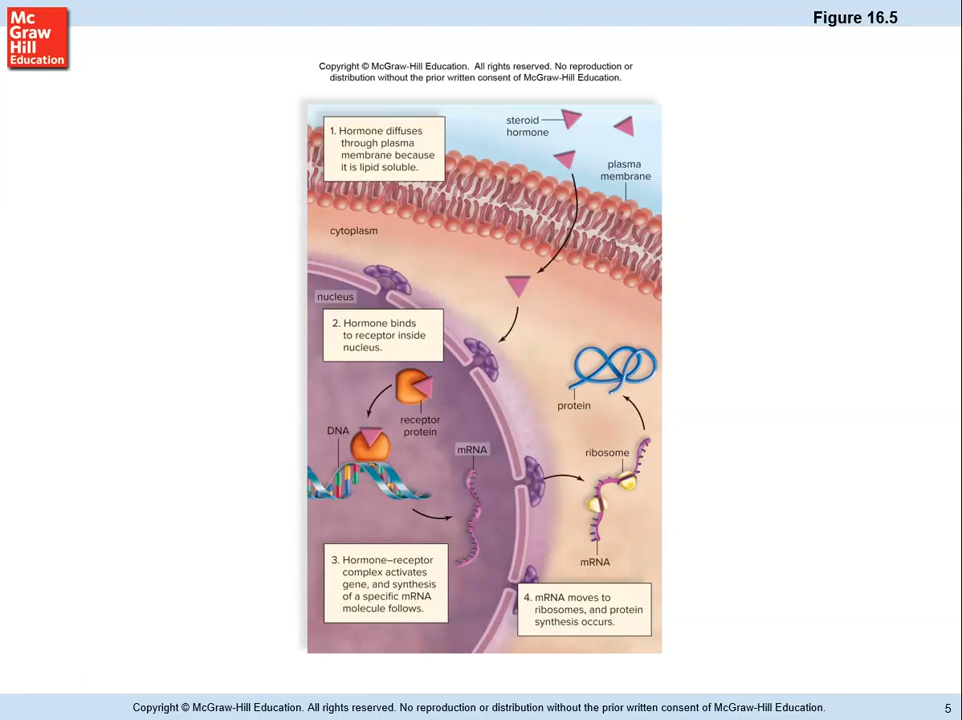 Mc
Graw
Hill
Education
Figure 16.5
Copyright © McGraw-Hill Education. All rights reserved. No reproduction or
distribution without the prior written consent of McGraw-Hill Education.
1. Hormone diffuses
through plasma
membrane because
it is lipid soluble.
steroid
hormone
plasma
membrane
cytoplasm
nucleus
2. Hormone binds
to receptor inside
nucleus.
receptor
protein
DNA
mRNA
protein
ribosome
mRNA
3. Hormone–receptor
complex activates
gene, and synthesis
of a specific mRNA
molecule follows.
4. mRNA moves to
ribosomes, and protein
synthesis occurs.
Copyright © McGraw-Hill Education. All rights reserved. No reproduction or distribution without the prior written consent of McGraw-Hill Education.
5